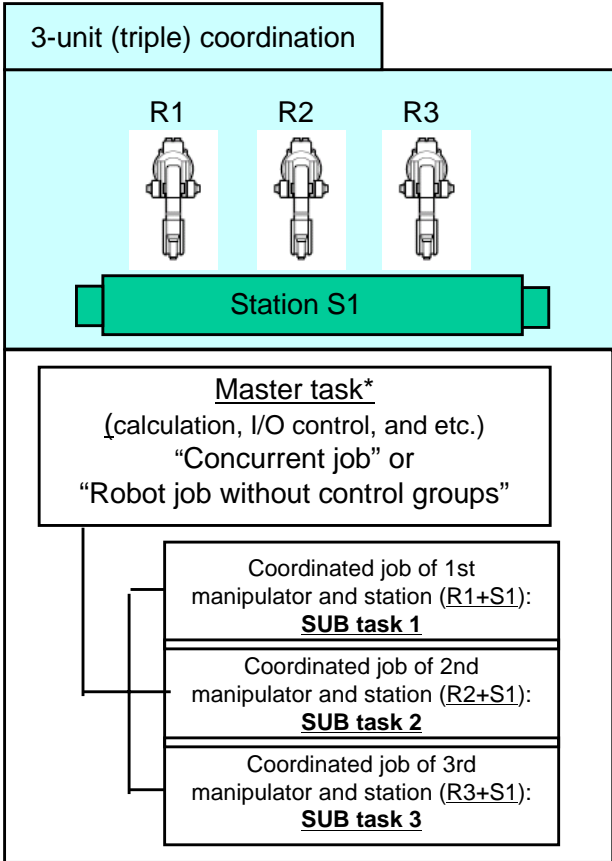 3-unit (triple) coordination
R1 R2 R3
Station S1
Master task*
(calculation, I/O control, and etc.)
“Concurrent job” or
“Robot job without control groups”
Coordinated job of 1st
manipulator and station (R1+S1):
SUB task 1
Coordinated job of 2nd
manipulator and station (R2+S1):
SUB task 2
Coordinated job of 3rd
manipulator and station (R3+S1):
SUB task 3